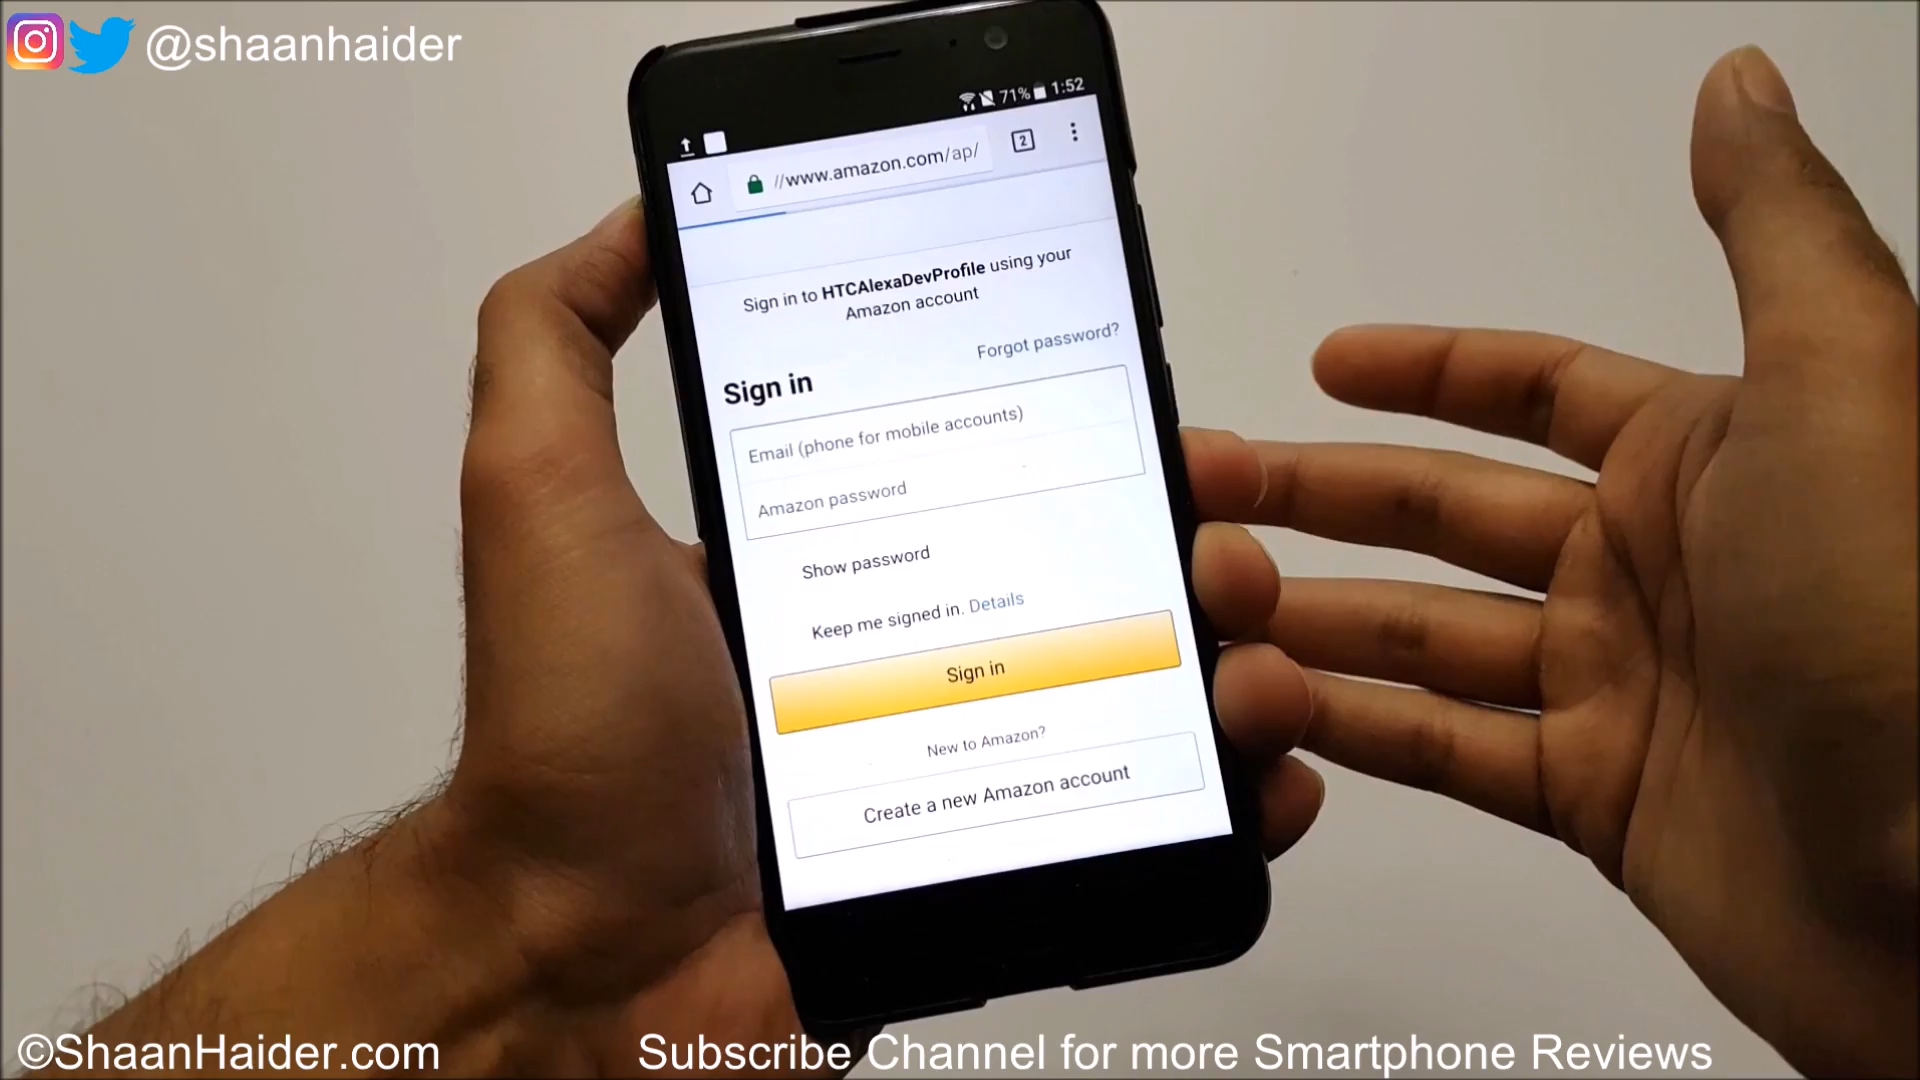 @shaanhaider
71% 1:52
//www.amazon.com/ap/
2
Sign in to HTCAlexaDevProfile using your
Amazon account
Forgot password?
Sign in
Email (phone for mobile accounts)
Amazon password
Show password
Keep me signed in. Details
Sign in
New to Amazon?
Create a new Amazon account
©ShaanHaider.com
Subscribe Channel for more Smartphone Reviews